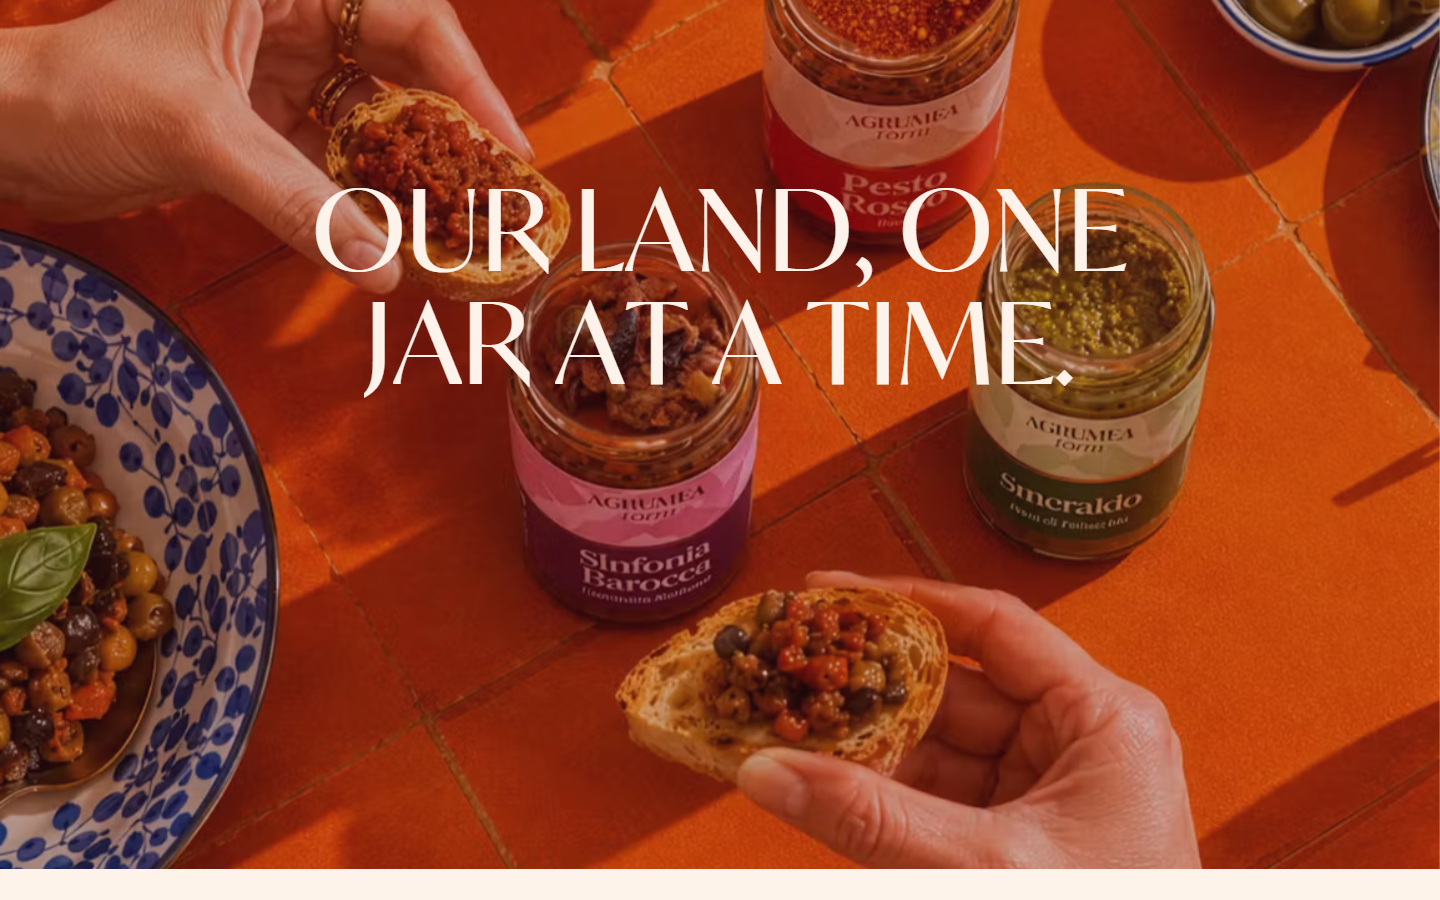 OUR LAND, ONE
JAR AT A TIME.
AGRUMEA
Pesto
Rosso
AGRUMEA
Smeraldo
AGRUMEA
Sinfonia
Barocca